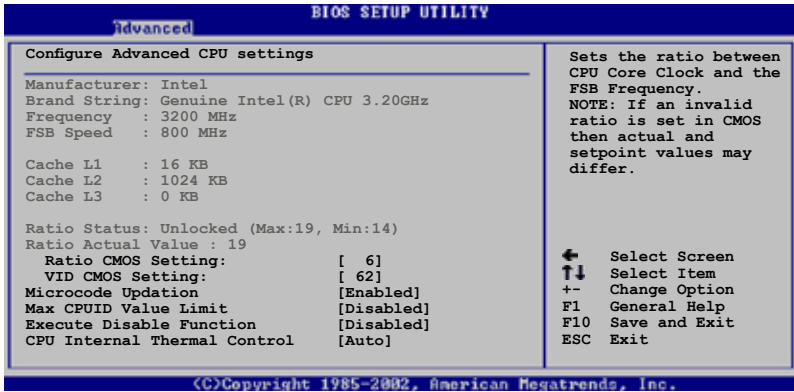 BIOS SETUP UTILITY
Advanced
Configure Advanced CPU settings
Manufacturer: Intel
Brand String: Genuine Intel(R) CPU 3.20GHz
Frequency : 3200 MHz
FSB Speed : 800 MHz
Cache L1 : 16 KB
Cache L2 : 1024 KB
Cache L3 : 0 KB
Ratio Status: Unlocked (Max:19, Min:14)
Ratio Actual Value : 19
Ratio CMOS Setting: [ 6]
VID CMOS Setting: [ 62]
Microcode Updation [Enabled]
Max CPUID Value Limit [Disabled]
Execute Disable Function [Disabled]
CPU Internal Thermal Control [Auto]
Sets the ratio between
CPU Core Clock and the
FSB Frequency.
NOTE: If an invalid
ratio is set in CMOS
then actual and
setpoint values may
differ.
← Select Screen
↑↓ Select Item
+- Change Option
F1 General Help
F10 Save and Exit
ESC Exit
(C)Copyright 1985-2002, American Megatrends, Inc.